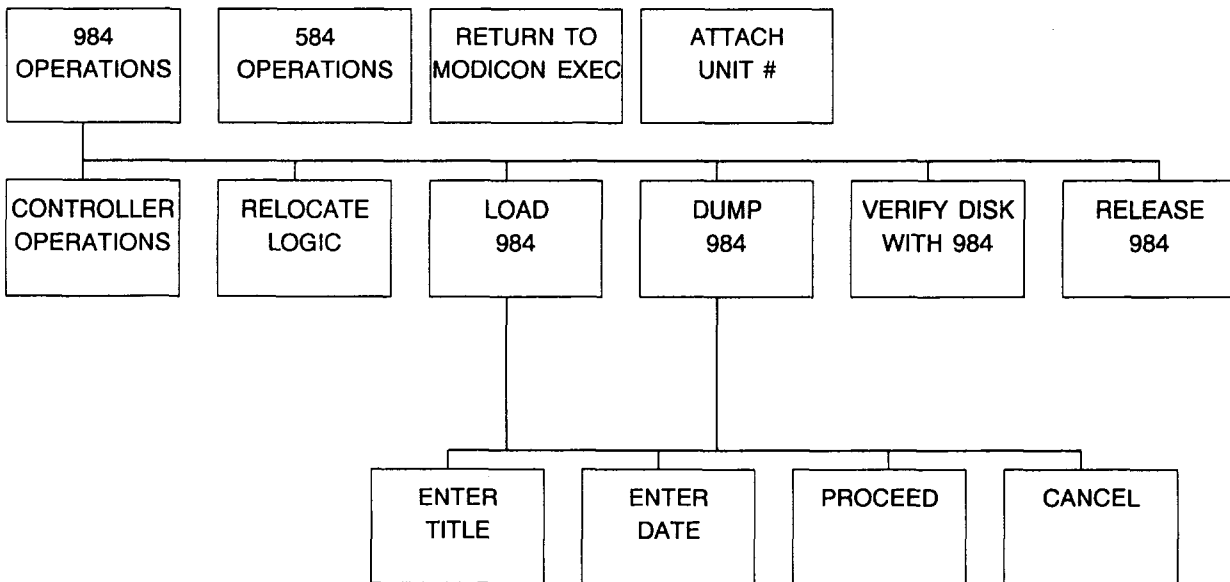 984
OPERATIONS
584
OPERATIONS
RETURN TO
MODICON EXEC
ATTACH
UNIT #
CONTROLLER
OPERATIONS
RELOCATE
LOGIC
LOAD
984
DUMP
984
VERIFY DISK
WITH 984
RELEASE
984
ENTER
TITLE
ENTER
DATE
PROCEED
CANCEL